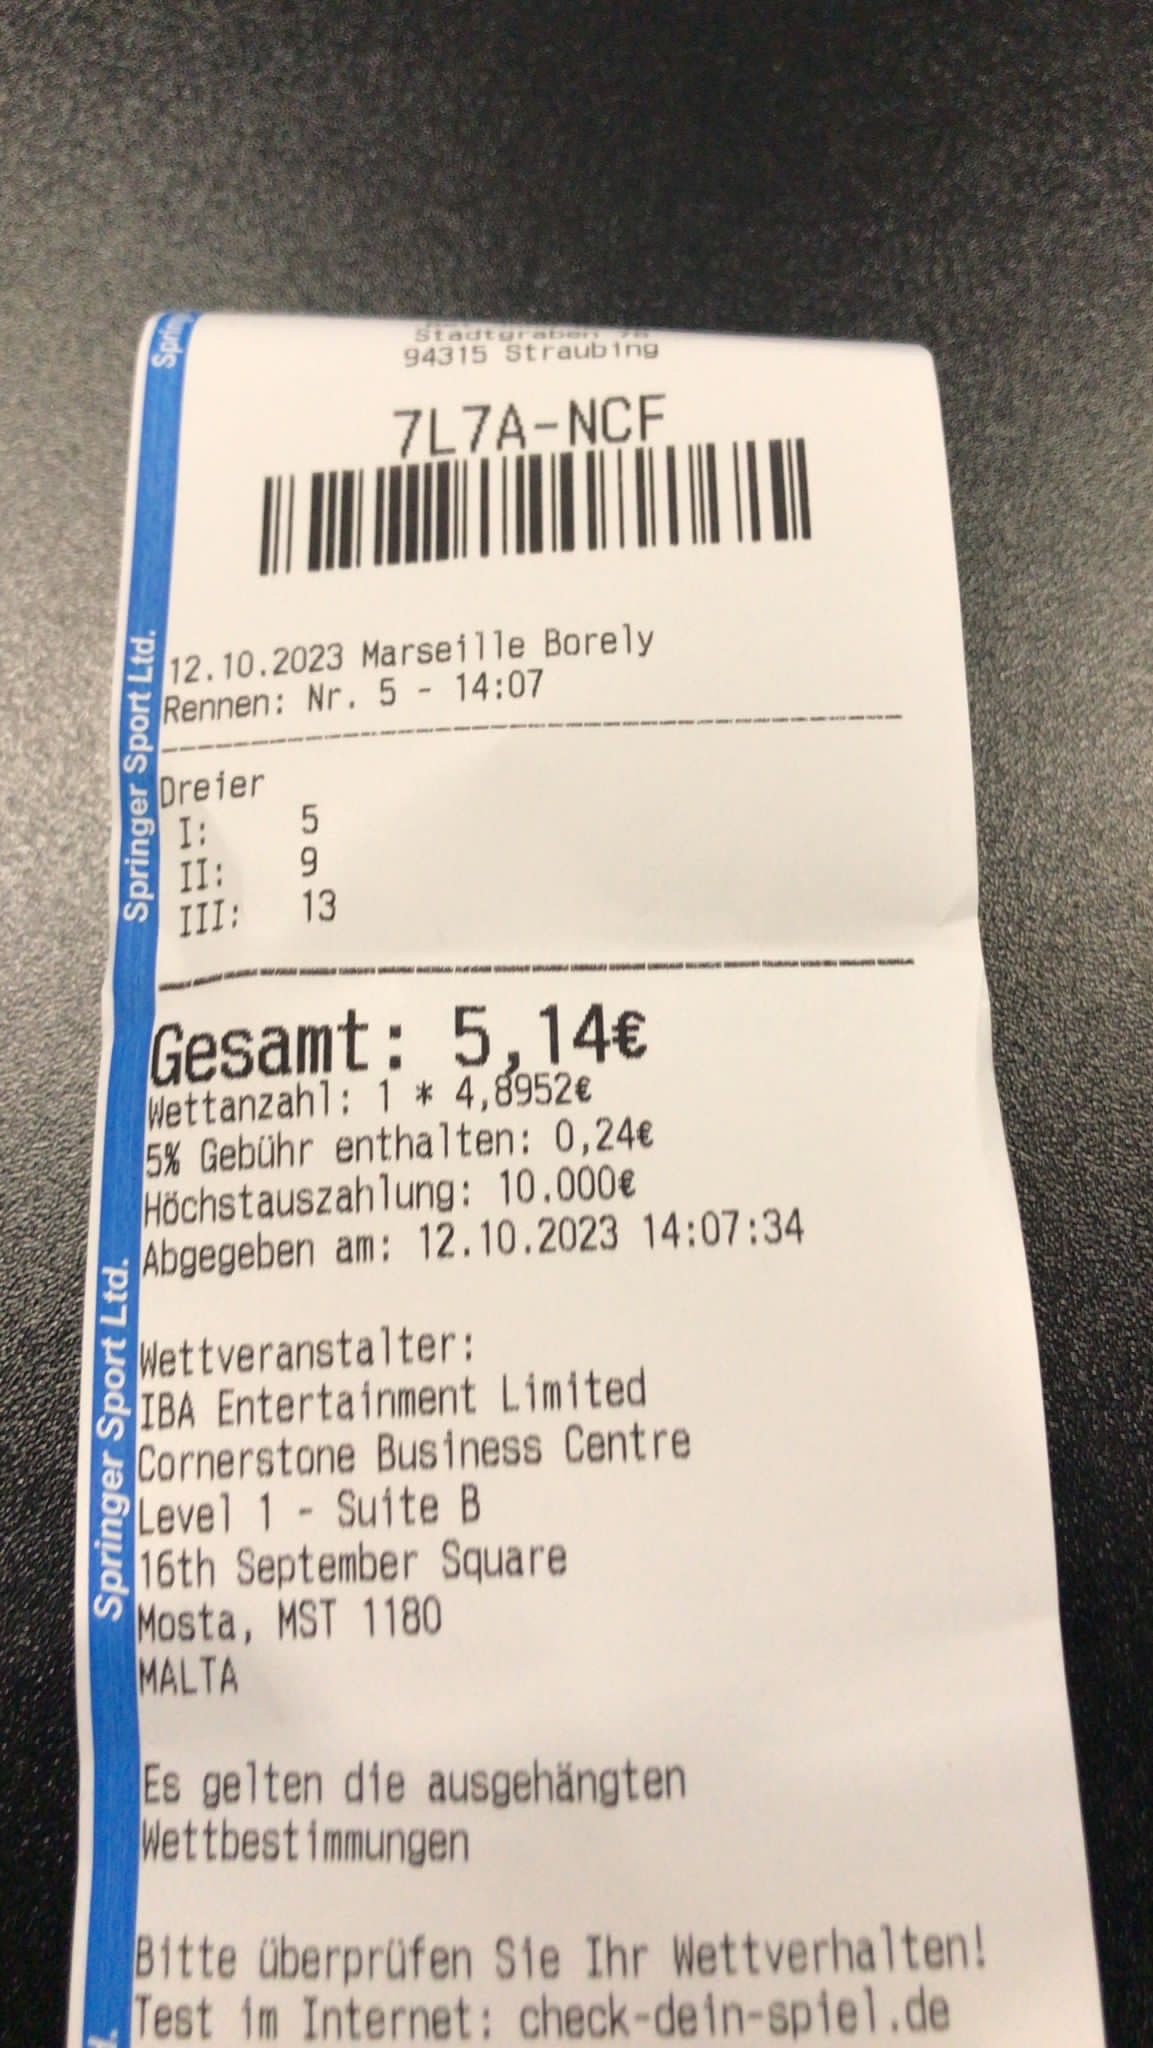 Stadtgraben
94315 Straubing
7L7A-NCF
12.10.2023 Marseille Borely
Rennen: Nr. 5 - 14:07
Dreier
I: 5
II: 9
III: 13
Gesamt: 5,14€
Wettanzahl: 1 * 4,8952€
5% Gebühr enthalten: 0,24€
Höchstauszahlung: 10.000€
Abgegeben am: 12.10.2023 14:07:34
Wettveranstalter:
IBA Entertainment Limited
Cornerstone Business Centre
Level 1 - Suite B
16th September Square
Mosta, MST 1180
MALTA
Es gelten die ausgehängten
Wettbestimmungen
Bitte überprüfen Sie Ihr Wettverhalten!
Test im Internet: check-dein-spiel.de
Springer Sport Ltd.
Springer Sport Ltd.